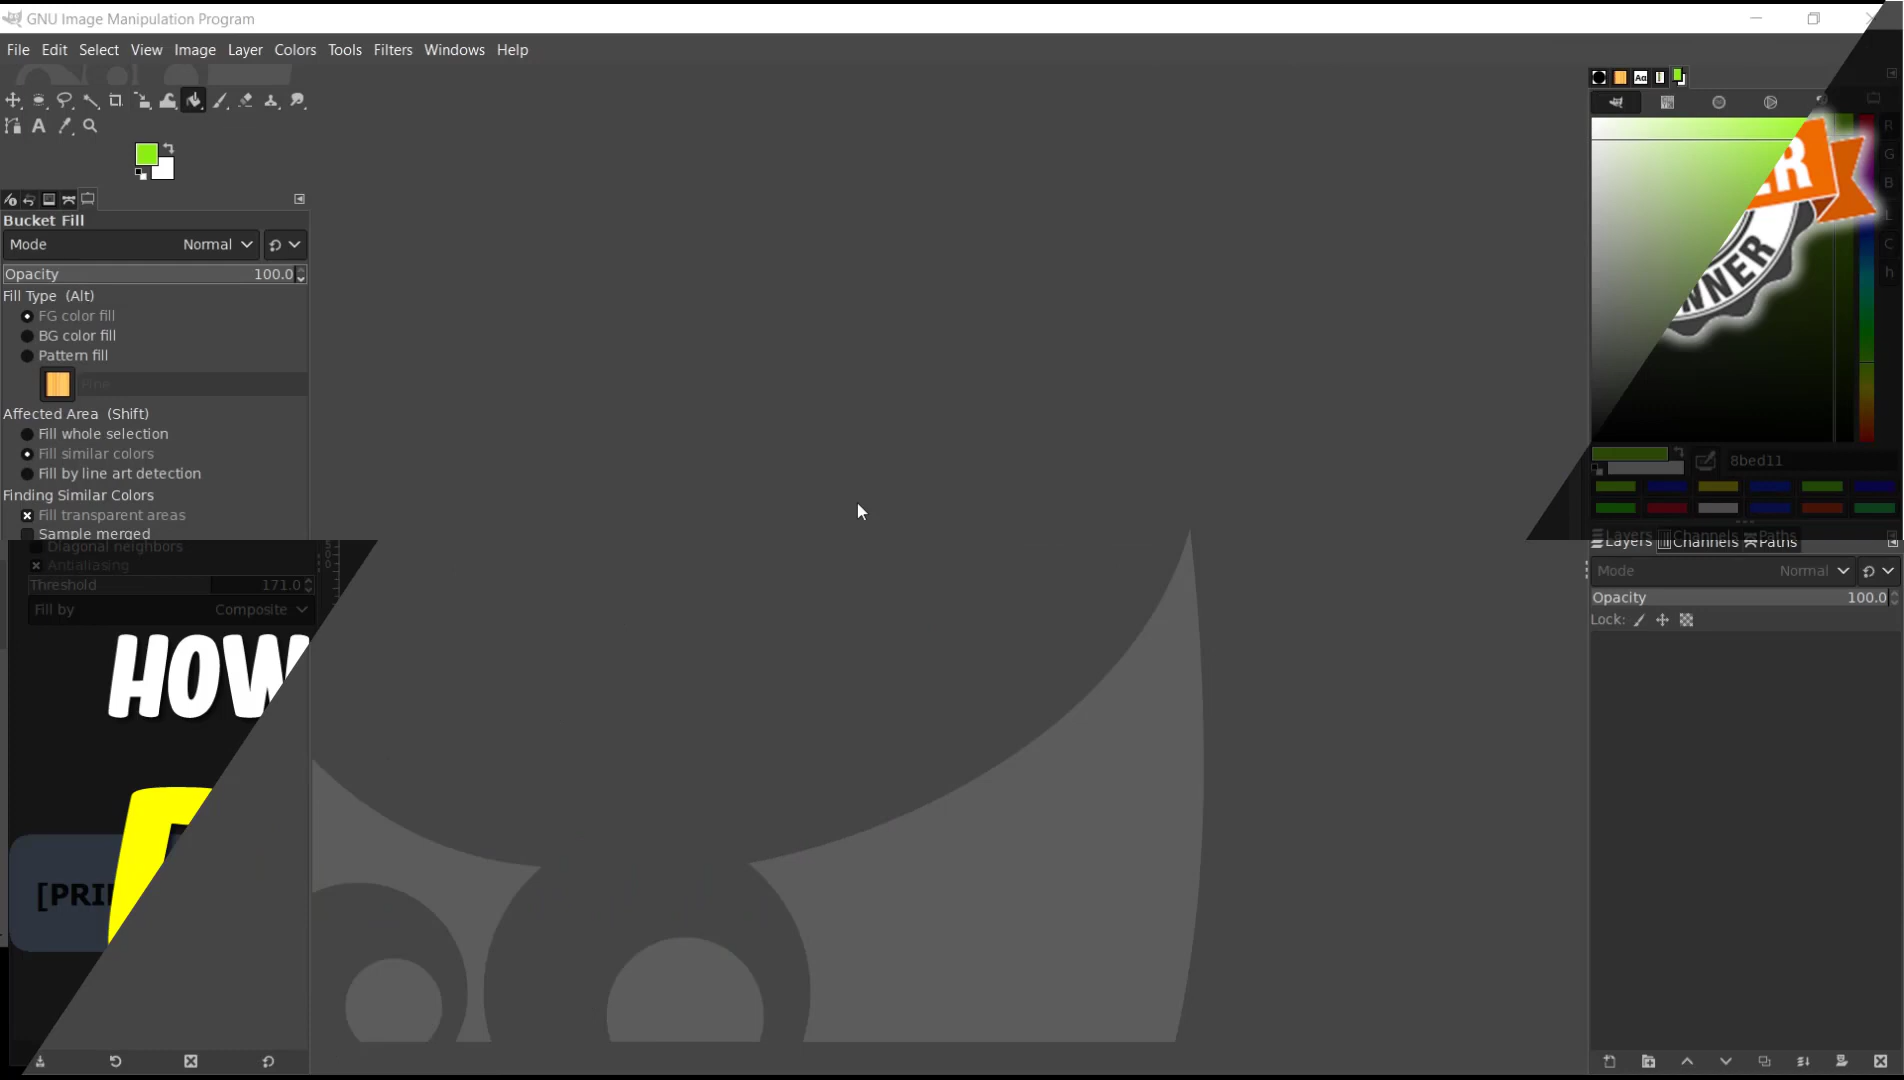 GNU Image Manipulation Program
File Edit Select View Image Layer Colors Tools Filters Windows Help
Bucket Fill
Mode Normal
Opacity 100.0
Fill Type (Alt)
FG color fill
BG color fill
Pattern fill
Pine
Affected Area (Shift)
Fill whole selection
Fill similar colors
Fill by line art detection
Finding Similar Colors
Fill transparent areas
Sample merged
Diagonal neighbors
Antialiasing
Threshold 171.0
Fill by Composite
HOW
[PRI
R
G
B
L
C
h
8bed11
Layers Channels Paths
Mode Normal
Opacity 100.0
Lock: